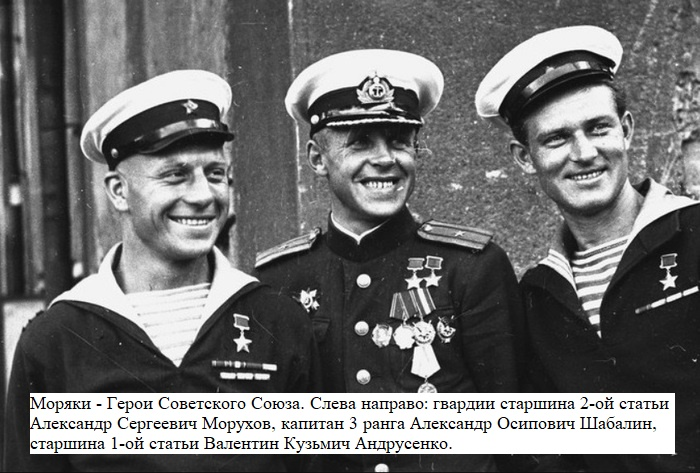 Моряки - Герои Советского Союза. Слева направо: гвардии старшина 2-ой статьи
Александр Сергеевич Морухов, капитан 3 ранга Александр Осипович Шабалин,
старшина 1-ой статьи Валентин Кузьмич Андрусенко.